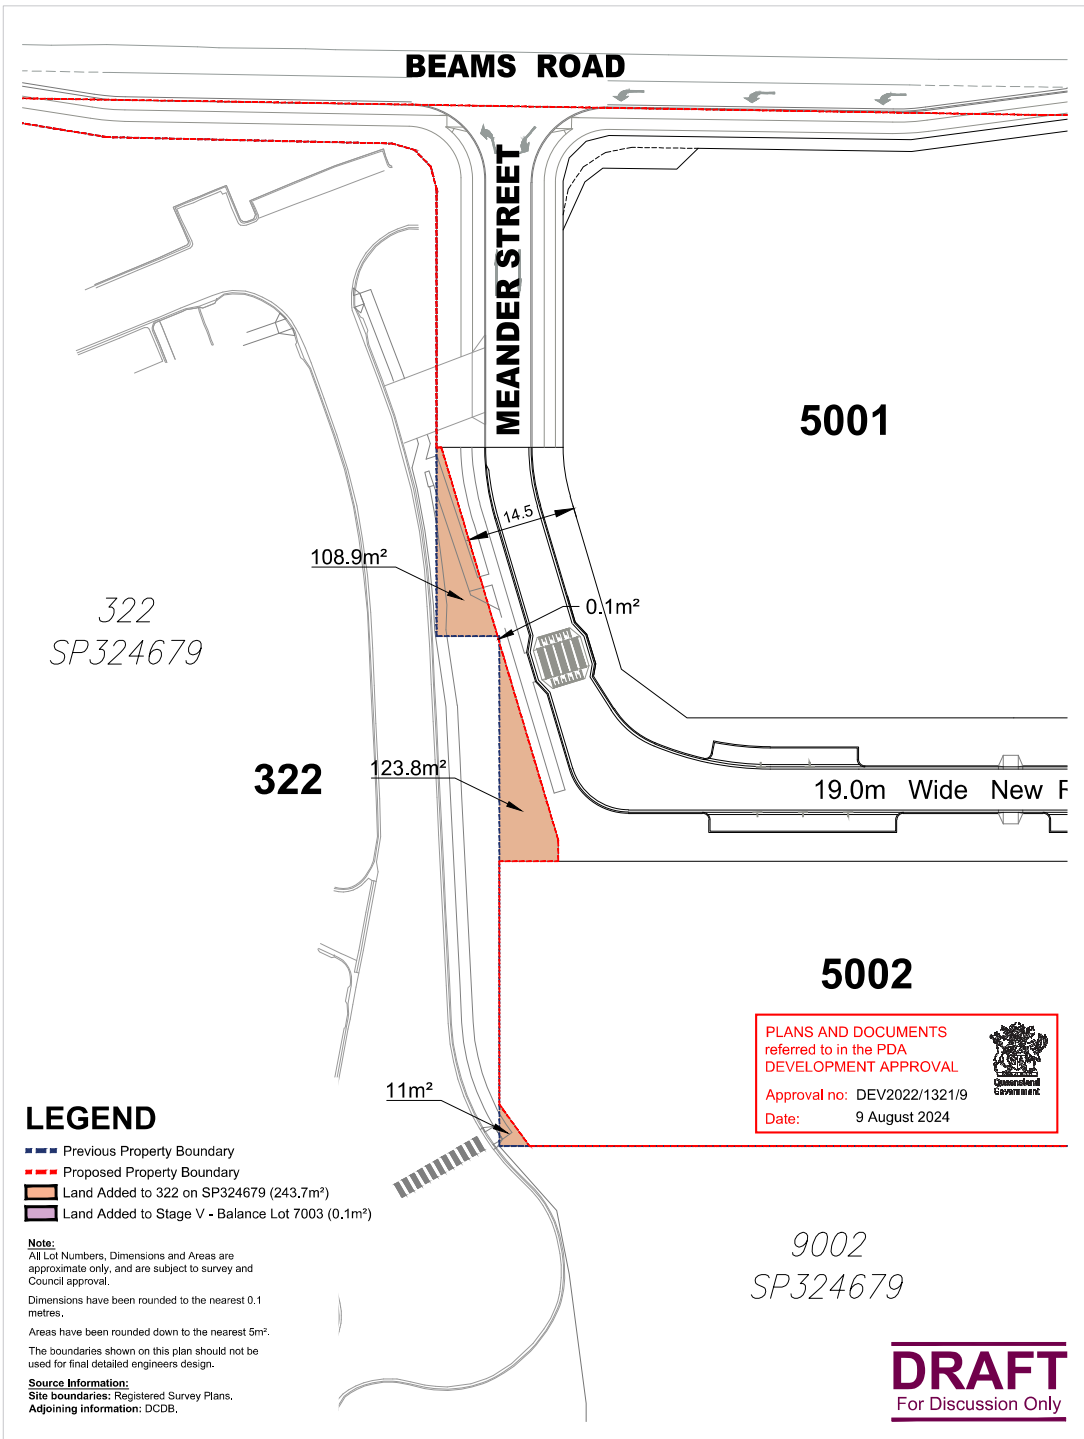 BEAMS ROAD
MEANDER STREET
5001
14.5
108.9m²
0.1m²
322
SP324679
322
123.8m²
19.0m Wide New
5002
PLANS AND DOCUMENTS
referred to in the PDA
DEVELOPMENT APPROVAL
Queensland
Government
Approval no: DEV2022/1321/9
Date: 9 August 2024
11m²
LEGEND
Previous Property Boundary
Proposed Property Boundary
Land Added to 322 on SP324679 (243.7m²)
Land Added to Stage V - Balance Lot 7003 (0.1m²)
Note:
All Lot Numbers, Dimensions and Areas are
approximate only, and are subject to survey and
Council approval.
Dimensions have been rounded to the nearest 0.1
metres.
Areas have been rounded down to the nearest 5m².
The boundaries shown on this plan should not be
used for final detailed engineers design.
Source Information:
Site boundaries: Registered Survey Plans.
Adjoining information: DCDB.
9002
SP324679
DRAFT
For Discussion Only